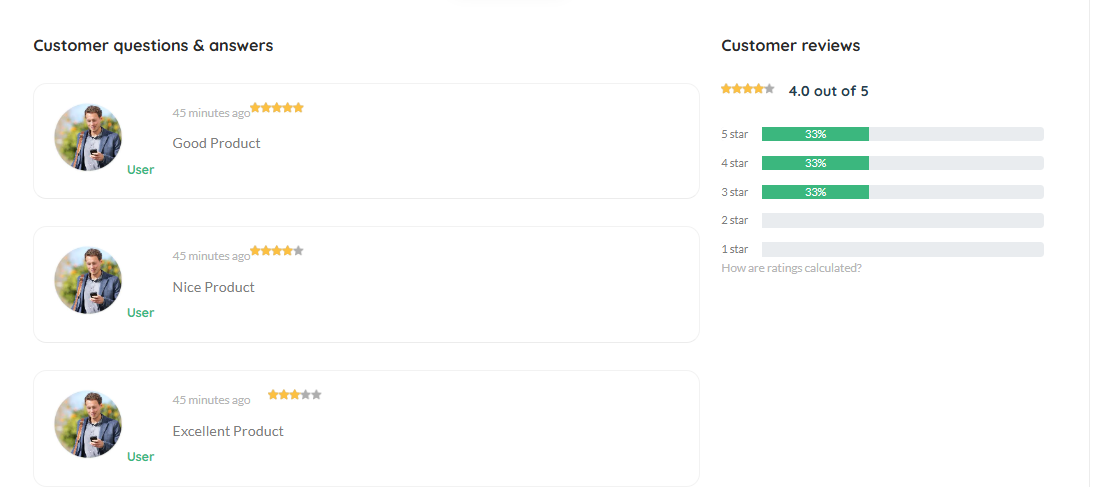 Customer questions & answers
45 minutes ago
Good Product
User
45 minutes ago
Nice Product
User
45 minutes ago
Excellent Product
User
Customer reviews
4.0 out of 5
5 star 33%
4 star 33%
3 star 33%
2 star
1 star
How are ratings calculated?